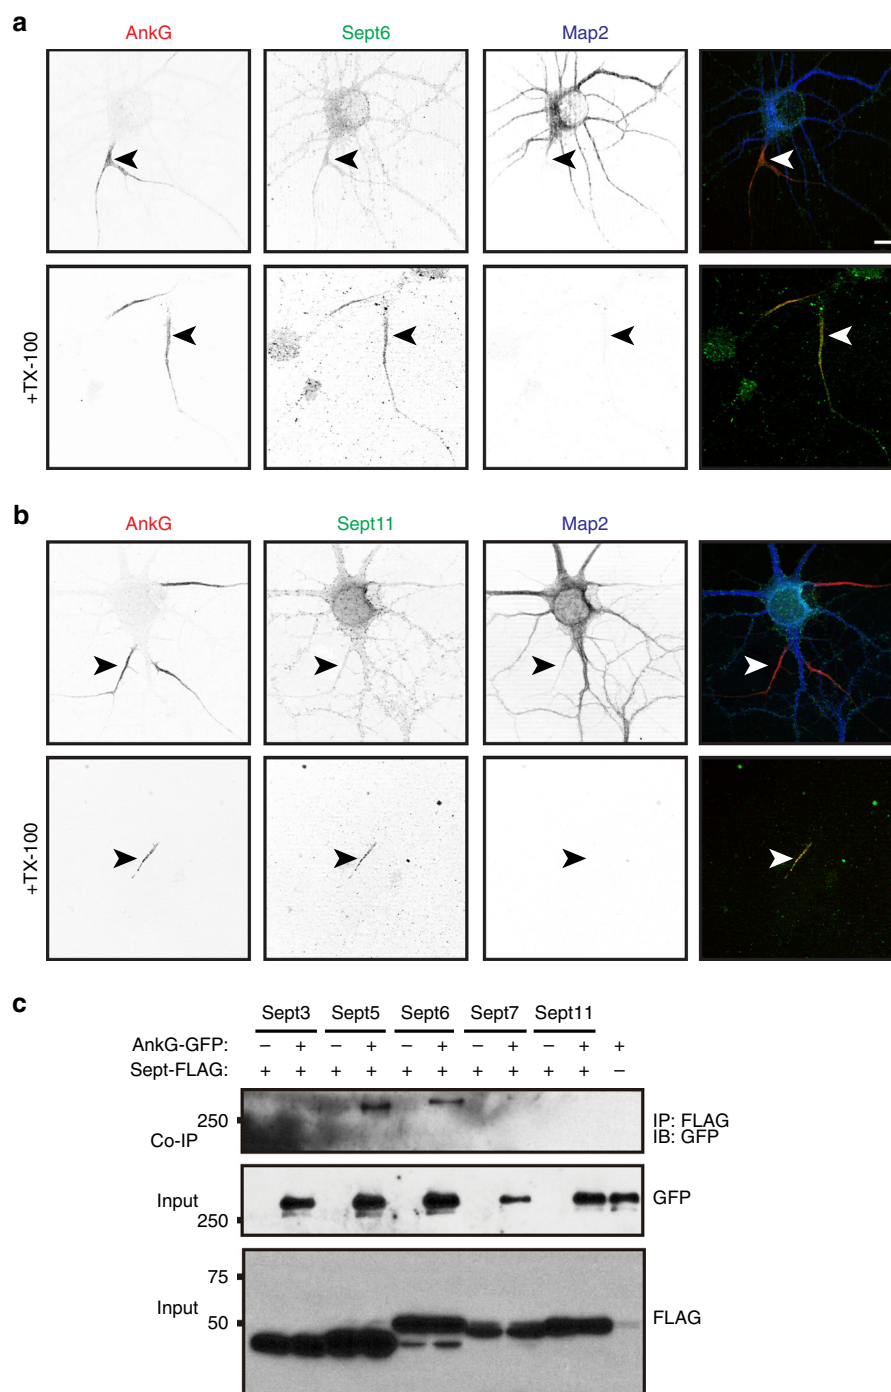 a
AnkG Sept6 Map2
+TX-100
b
AnkG Sept11 Map2
+TX-100
c
Sept3 Sept5 Sept6 Sept7 Sept11
AnkG-GFP: – + – + – + – + – + +
Sept-FLAG: + + + + + + + + + + –
250
Co-IP
IP: FLAG
IB: GFP
Input
250
GFP
75
Input
50
FLAG